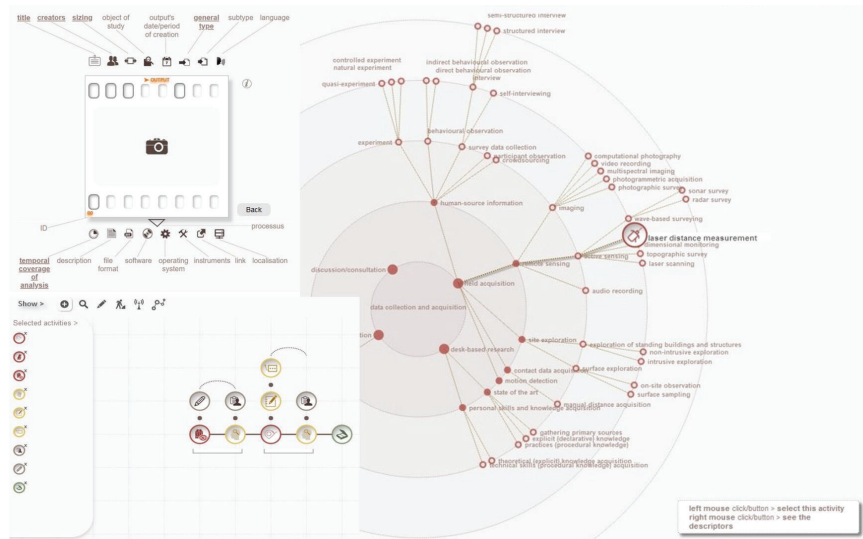 title
creators
sizing
object of
study
output's
date/period
of creation
general
type
subtype
language
OUTPUT
Back
ID
processus
temporal
coverage
of
analysis
description
file
format
software
operating
system
instruments
link
localisation
Show >
Selected activities >
semi-structured interview
structured interview
controlled experiment
natural experiment
quasi-experiment
indirect behavioural observation
direct behavioural observation
interview
self-interviewing
experiment
behavioural observation
survey data collection
participant observation
crowdsourcing
human-source information
computational photography
video recording
multispectral imaging
photogrammetric acquisition
photographic survey
imaging
sonar survey
radar survey
wave-based surveying
laser distance measurement
dimensional monitoring
topographic survey
laser scanning
active sensing
remote sensing
audio recording
discussion/consultation
field acquisition
data collection and acquisition
desk-based research
site exploration
exploration of standing buildings and structures
non-intrusive exploration
intrusive exploration
surface exploration
on-site observation
surface sampling
contact data acquisition
motion detection
state of the art
manual distance acquisition
personal skills and knowledge acquisition
gathering primary sources
explicit (declarative) knowledge
practices (procedural knowledge)
theoretical (explicit) knowledge acquisition
technical skills (procedural knowledge) acquisition
left mouse click/button > select this activity
right mouse click/button > see the
descriptors